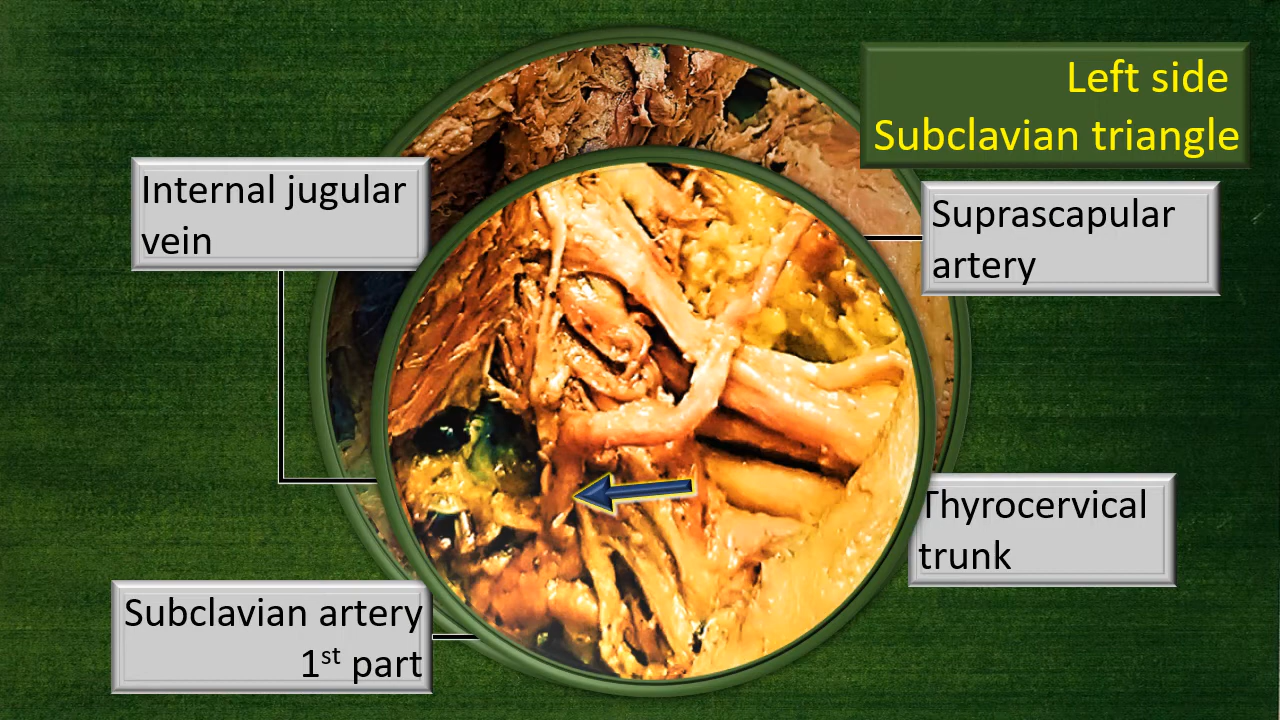 Left side
Subclavian triangle
Internal jugular
vein
Suprascapular
artery
Thyrocervical
trunk
Subclavian artery
1st part